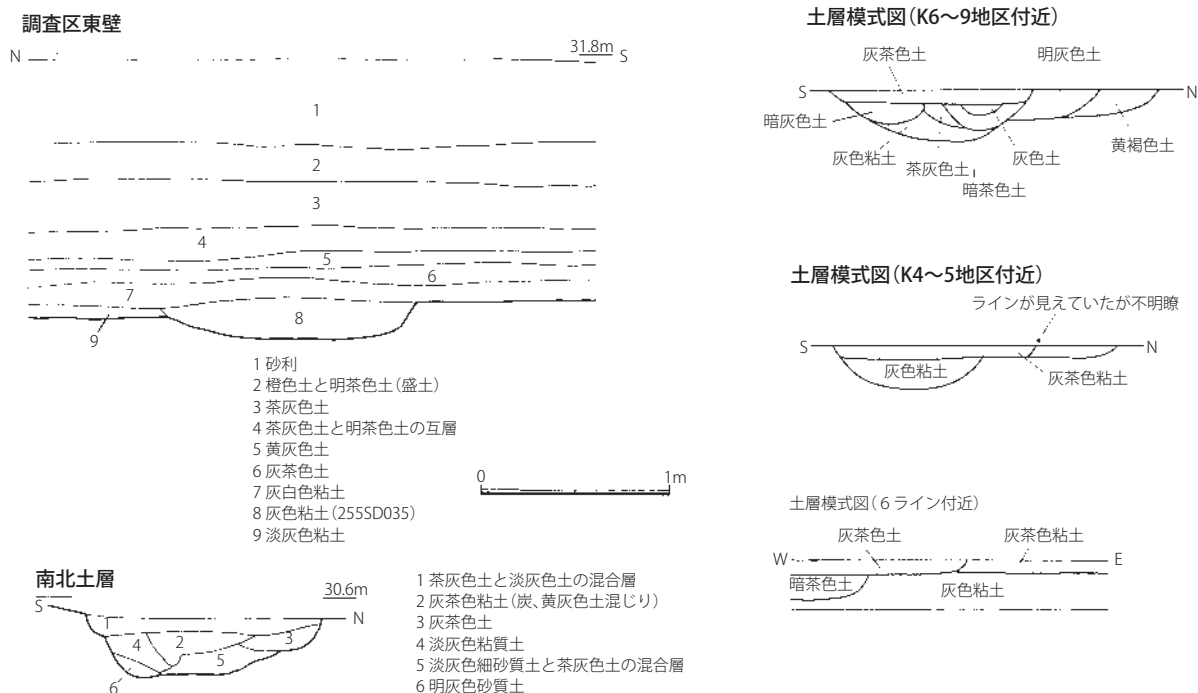 調査区東壁
31.8m
N
S
1
2
3
4
5
6
7
8
9
1 砂利
2 橙色土と明茶色土(盛土)
3 茶灰色土
4 茶灰色土と明茶色土の互層
5 黄灰色土
6 灰茶色土
7 灰白色粘土
8 灰色粘土(255SD035)
9 淡灰色粘土
0 1m
南北土層
30.6m
S
N
1
4
2
3
5
6
1 茶灰色土と淡灰色土の混合層
2 灰茶色粘土(炭、黄灰色土混じり)
3 灰茶色土
4 淡灰色粘質土
5 淡灰色細砂質土と茶灰色土の混合層
6 明灰色砂質土
土層模式図(K6〜9地区付近)
灰茶色土 明灰色土
S
N
暗灰色土
灰色粘土
茶灰色土
灰色土
黄褐色土
暗茶色土
土層模式図(K4〜5地区付近)
ラインが見えていたが不明瞭
S
N
灰色粘土
灰茶色粘土
土層模式図(6ライン付近)
灰茶色土 灰茶色粘土
W
E
暗茶色土
灰色粘土